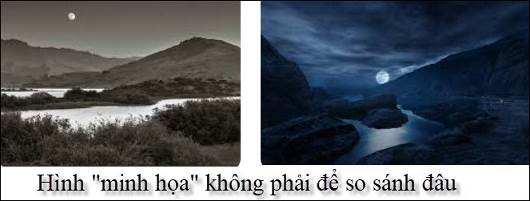 Hình "minh họa" không phải để so sánh đâu